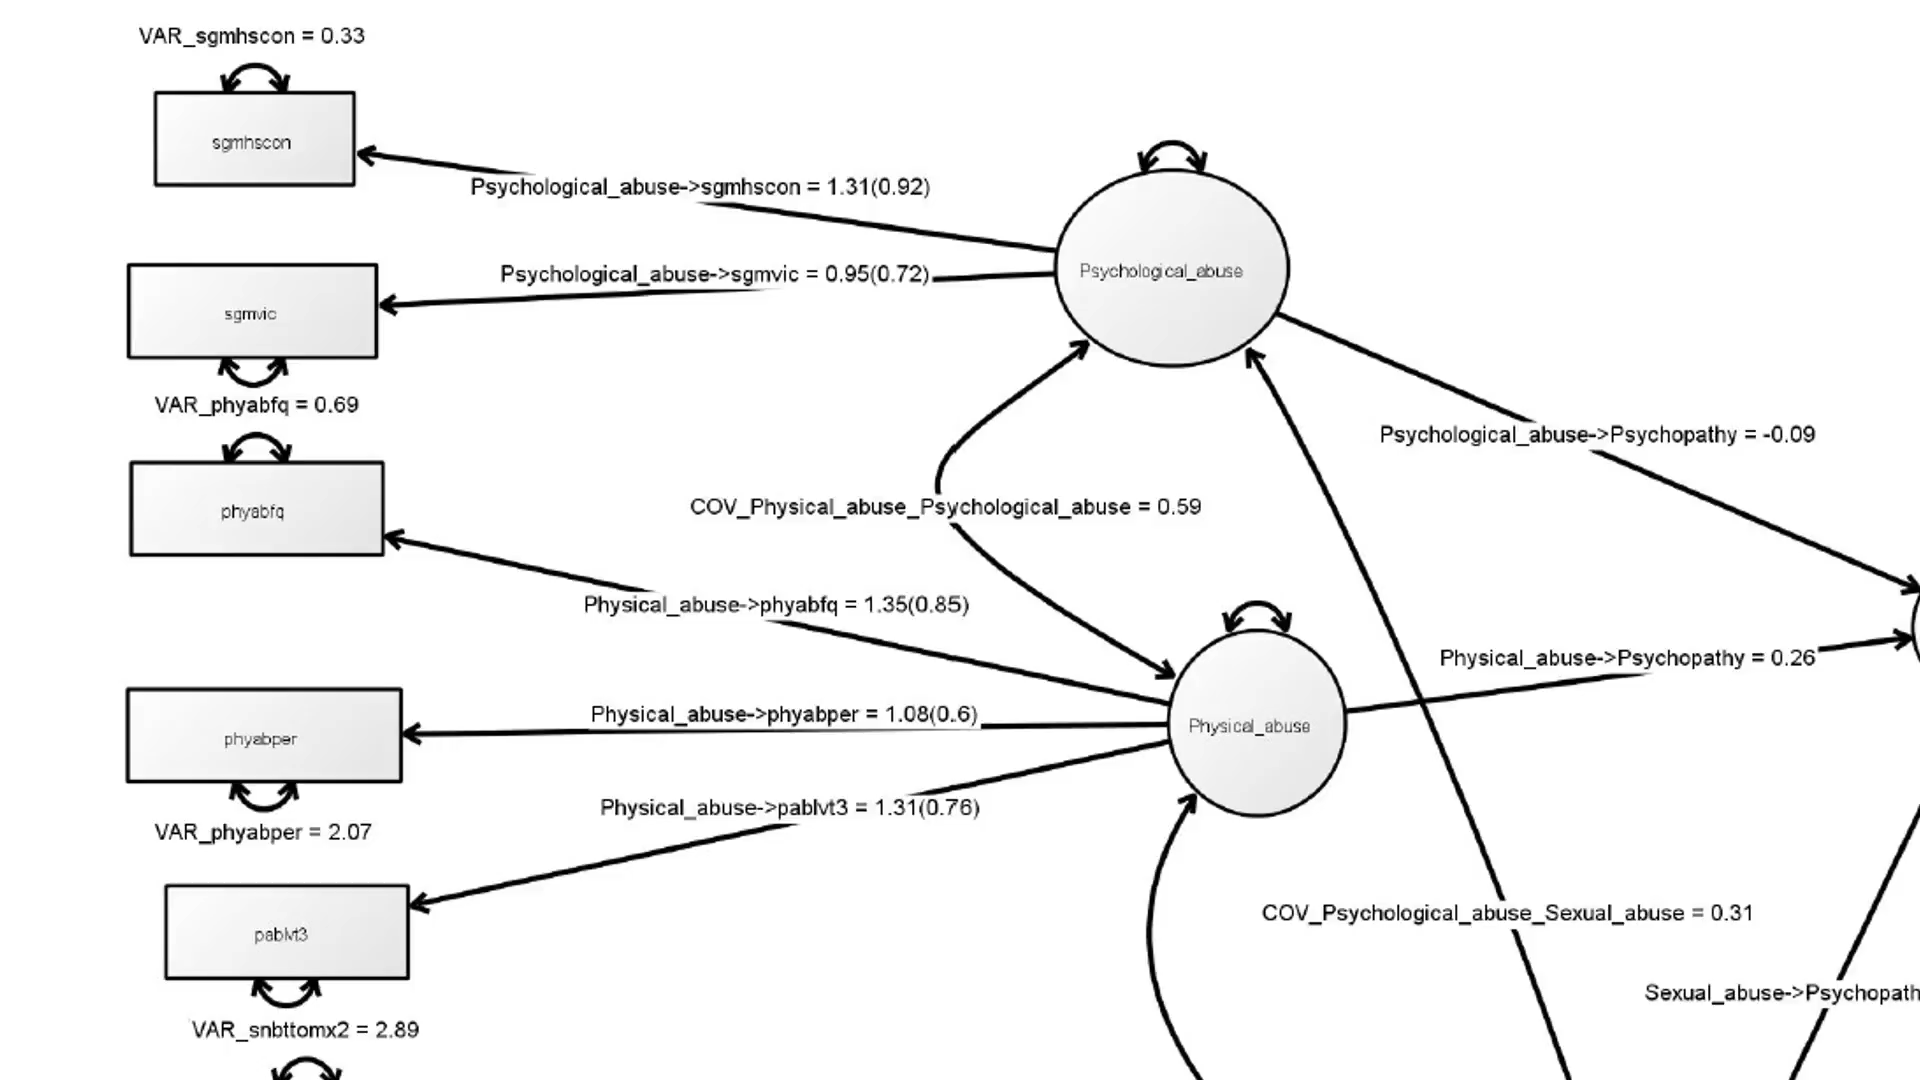 VAR_sgmhscon = 0.33
sgmhscon
Psychological_abuse->sgmhscon = 1.31(0.92)
Psychological_abuse
Psychological_abuse->sgmvic = 0.95(0.72)
sgmvic
VAR_phyabfq = 0.69
Psychological_abuse->Psychopathy = -0.09
phyabfq
COV_Physical_abuse_Psychological_abuse = 0.59
Physical_abuse->phyabfq = 1.35(0.85)
Physical_abuse->Psychopathy = 0.26
Physical_abuse->phyabper = 1.08(0.6)
Physical_abuse
phyabper
Physical_abuse->pablvt3 = 1.31(0.76)
VAR_phyabper = 2.07
COV_Psychological_abuse_Sexual_abuse = 0.31
pablvt3
Sexual_abuse->Psychopath
VAR_snbttomx2 = 2.89